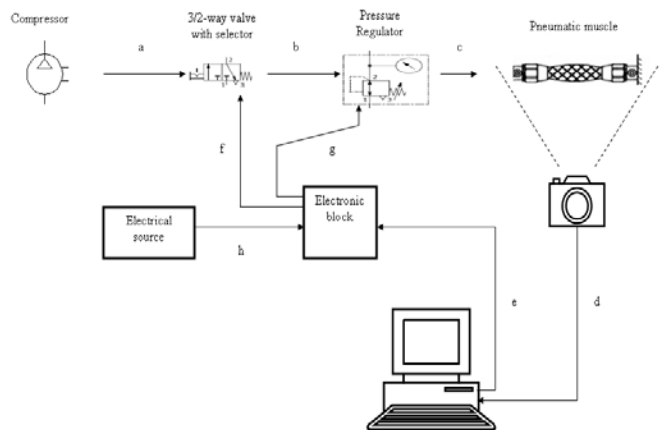 Compressor
3/2-way valve
with selector
Pressure
Regulator
Pneumatic muscle
a
b
c
f
g
Electrical
source
Electronic
block
h
e
d